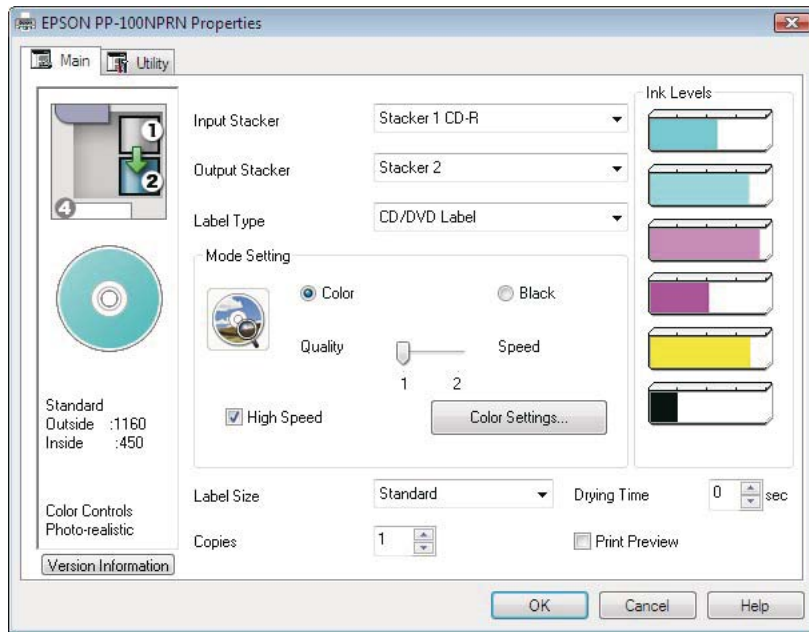 EPSON PP-100NPRN Properties
Main
Utility
1
2
4
Standard
Outside :1160
Inside :450
Color Controls
Photo-realistic
Version Information
Input Stacker
Stacker 1 CD-R
Output Stacker
Stacker 2
Label Type
CD/DVD Label
Mode Setting
Color
Black
Quality
Speed
1 2
High Speed
Color Settings...
Label Size
Standard
Drying Time
0
sec
Copies
1
Print Preview
Ink Levels
OK
Cancel
Help